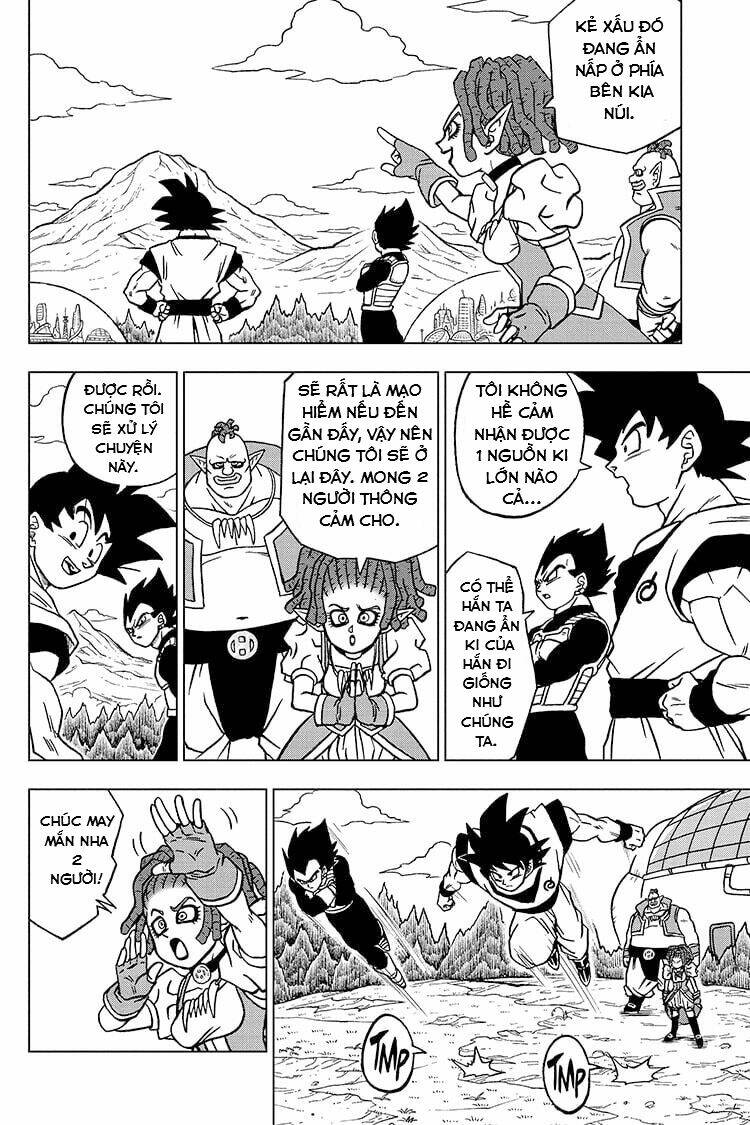 KẺ XẤU ĐÓ
ĐANG ẨN
NẤP Ở PHÍA
BÊN KIA
NÚI.
TÔI KHÔNG
HỀ CẢM
NHẬN ĐƯỢC
1 NGUỒN KI
LỚN NÀO
CẢ...
CÓ THỂ
HẮN TA
ĐANG ẨN
KI CỦA
HẮN ĐI
GIỐNG
NHƯ
CHÚNG
TA.
SẼ RẤT LÀ MẠO
HIỂM NẾU ĐẾN
GẦN ĐẤY, VẬY NÊN
CHÚNG TÔI SẼ Ở
LẠI ĐÂY. MONG 2
NGƯỜI THÔNG
CẢM CHO.
ĐƯỢC RỒI.
CHÚNG TÔI
SẼ XỬ LÝ
CHUYỆN
NÀY.
TMP
TMP
CHÚC MAY
MẮN NHA
2
NGƯỜI!